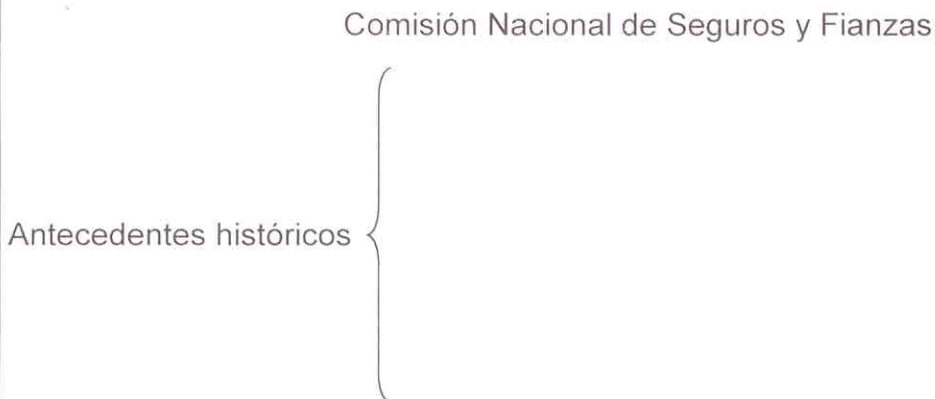 Comisión Nacional de Seguros y Fianzas
Antecedentes históricos